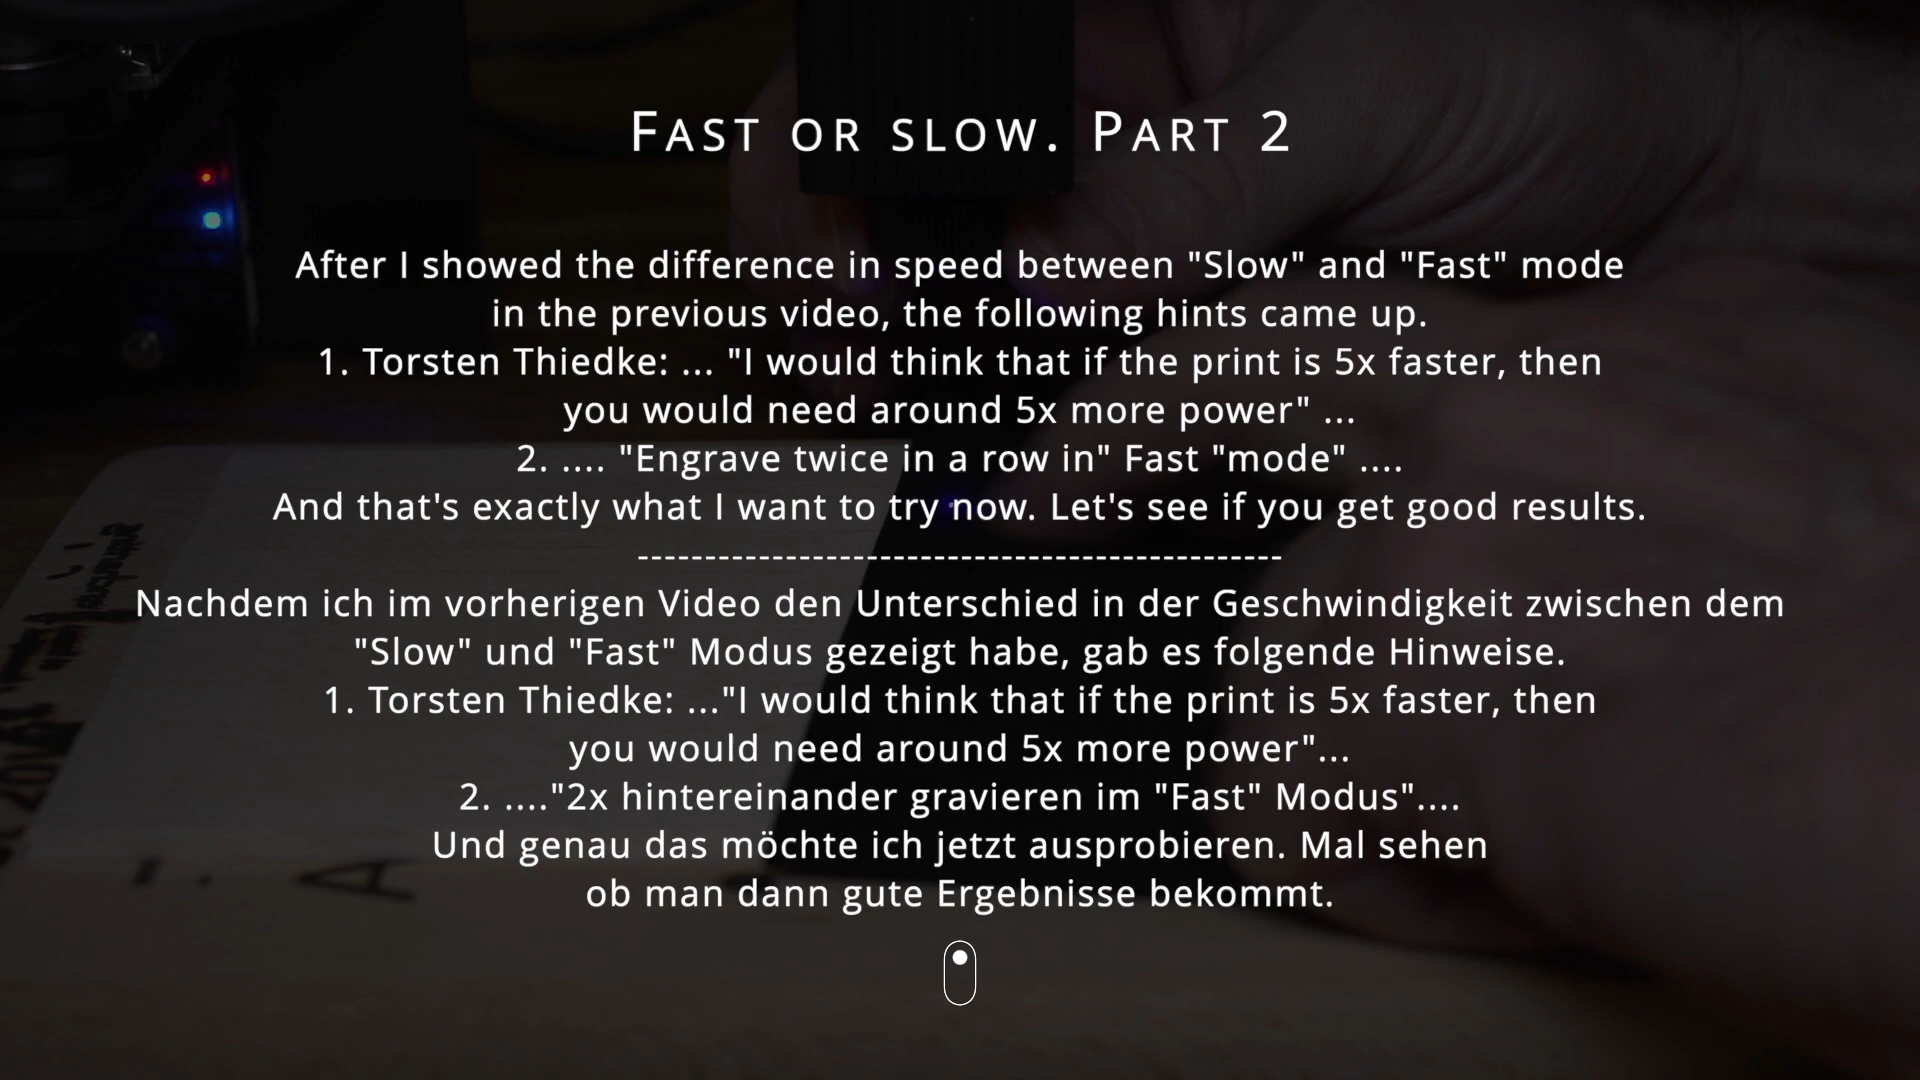 Fast or slow. Part 2
After I showed the difference in speed between "Slow" and "Fast" mode
in the previous video, the following hints came up.
1. Torsten Thiedke: ... "I would think that if the print is 5x faster, then
you would need around 5x more power" ...
2. .... "Engrave twice in a row in" Fast "mode" ....
And that's exactly what I want to try now. Let's see if you get good results.
------------------------------------------------
Nachdem ich im vorherigen Video den Unterschied in der Geschwindigkeit zwischen dem
"Slow" und "Fast" Modus gezeigt habe, gab es folgende Hinweise.
1. Torsten Thiedke: ..."I would think that if the print is 5x faster, then
you would need around 5x more power"...
2. ...."2x hintereinander gravieren im "Fast" Modus"....
Und genau das möchte ich jetzt ausprobieren. Mal sehen
ob man dann gute Ergebnisse bekommt.